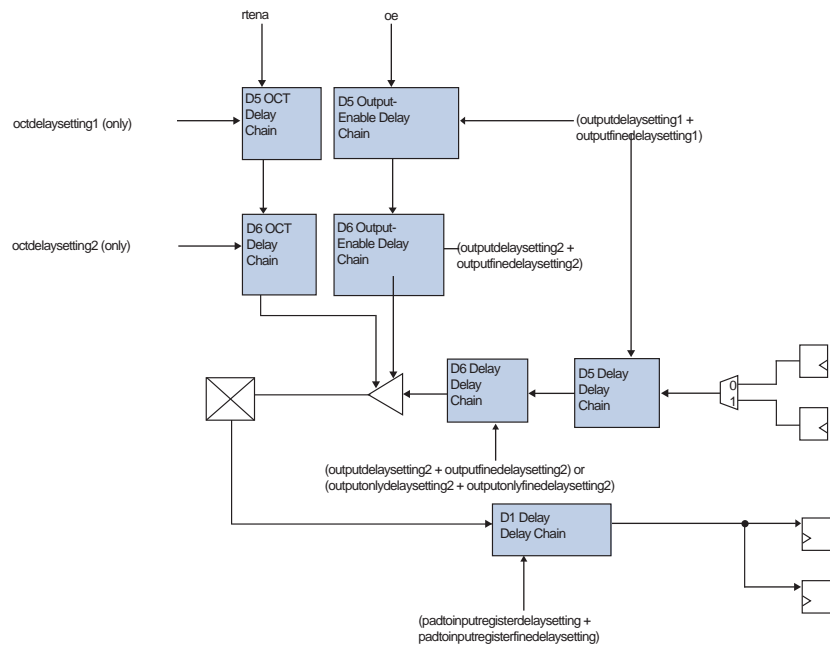 rtena
oe
D5 OCT
Delay
Chain
D5 Output-
Enable Delay
Chain
octdelaysetting1 (only)
(outputdelaysetting1 +
outputfinedelaysetting1)
D6 OCT
Delay
Chain
D6 Output-
Enable Delay
Chain
octdelaysetting2 (only)
(outputdelaysetting2 +
outputfinedelaysetting2)
D6 Delay
Delay
Chain
D5 Delay
Delay
Chain
0
1
(outputdelaysetting2 + outputfinedelaysetting2) or
(outputonlydelaysetting2 + outputonlyfinedelaysetting2)
D1 Delay
Delay Chain
(padtoinputregisterdelaysetting +
padtoinputregisterfinedelaysetting)